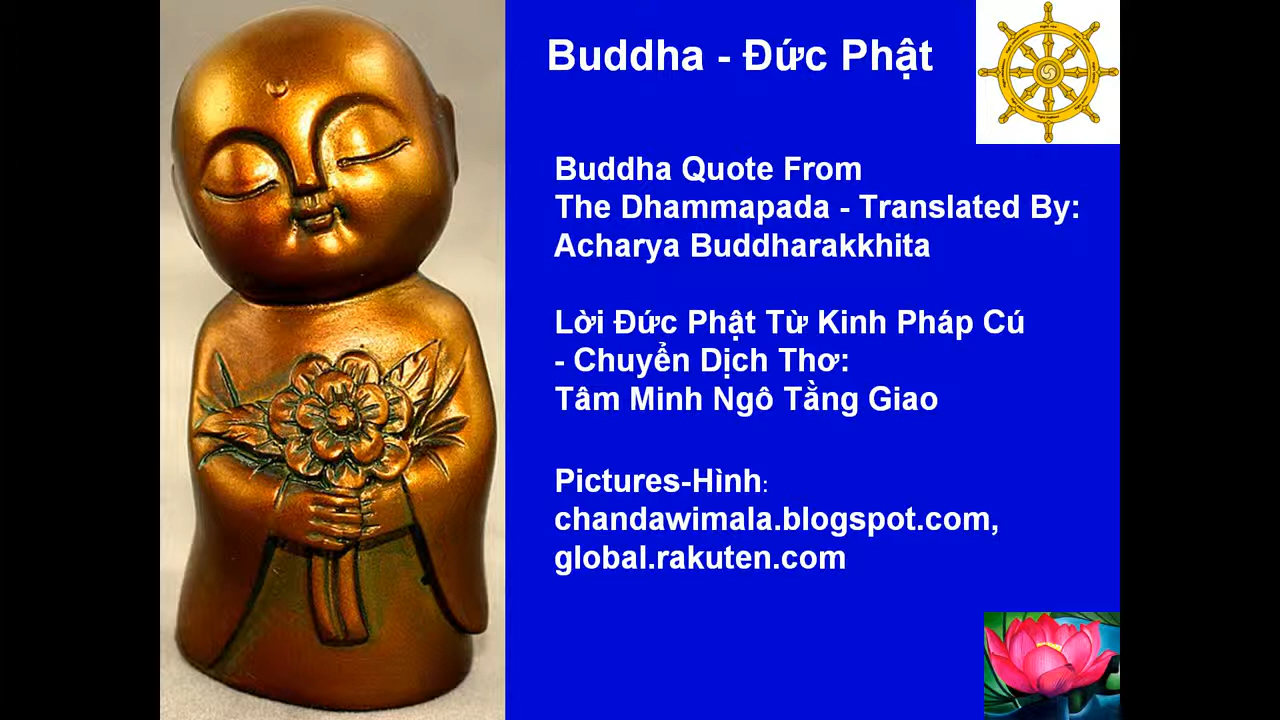 Buddha - Đức Phật
Buddha Quote From
The Dhammapada - Translated By:
Acharya Buddharakkhita
Lời Đức Phật Từ Kinh Pháp Cú
- Chuyển Dịch Thơ:
Tâm Minh Ngô Tằng Giao
Pictures-Hình:
chandawimala.blogspot.com,
global.rakuten.com